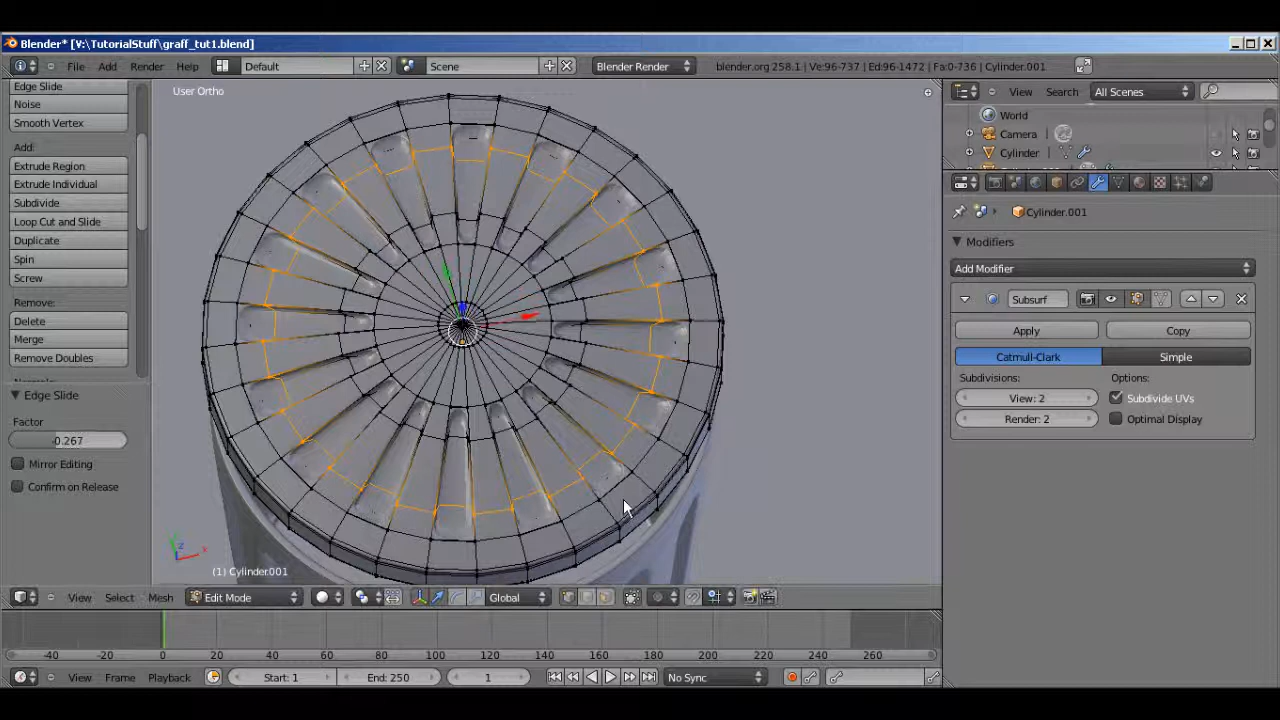 Blender* [V:\TutorialStuff\graff_tut1.blend]
File Add Render Help Default Scene Blender Render blender.org 258.1 | Ve:96-737 | Ed:96-1472 | Fa:0-736 | Cylinder.001
Edge Slide
Noise
Smooth Vertex
Add:
Extrude Region
Extrude Individual
Subdivide
Loop Cut and Slide
Duplicate
Spin
Screw
Remove:
Delete
Merge
Remove Doubles
Edge Slide
Factor
-0.267
Mirror Editing
Confirm on Release
User Ortho
z
x
(1) Cylinder.001
View Select Mesh Edit Mode Global
View Search All Scenes
World
Camera
Cylinder
Cylinder.001
Modifiers
Add Modifier
Subsurf
Apply Copy
Catmull-Clark Simple
Subdivisions: Options:
View: 2 Subdivide UVs
Render: 2 Optimal Display
-40 -20 0 20 40 60 80 100 120 140 160 180 200 220 240 260
View Frame Playback Start: 1 End: 250 1 No Sync